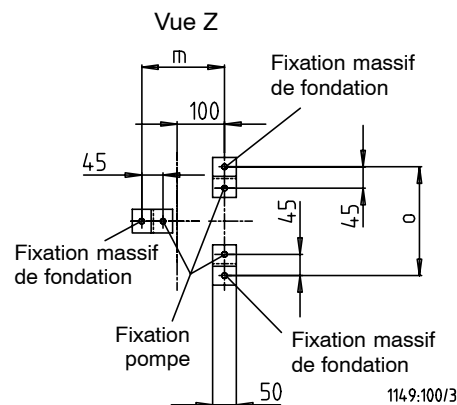 Vue Z
m
Fixation massif
de fondation
100
45
45
45
o
Fixation massif
de fondation
Fixation
pompe
Fixation massif
de fondation
50
1149:100/3